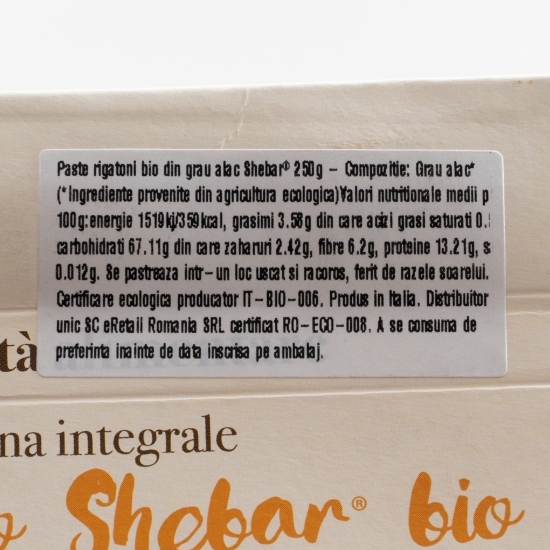 Paste rigatoni bio din grau alac Shebar® 250g – Compozitie: Grau alac*
(*Ingrediente provenite din agricultura ecologica)Valori nutritionale medii p
100g:energie 1519kj/359kcal, grasimi 3.58g din care acizi grasi saturati 0.
carbohidrati 67.11g din care zaharuri 2.42g, fibre 6.2g, proteine 13.21g, s
0.012g. Se pastreaza intr-un loc uscat si racoros, ferit de razele soarelui.
Certificare ecologica producator IT-BIO-006. Produs in Italia. Distribuitor
unic SC eRetail Romania SRL certificat RO-ECO-008. A se consuma de
preferinta inainte de data inscrisa pe ambalaj.
tà
na integrale
o Shebar® bio